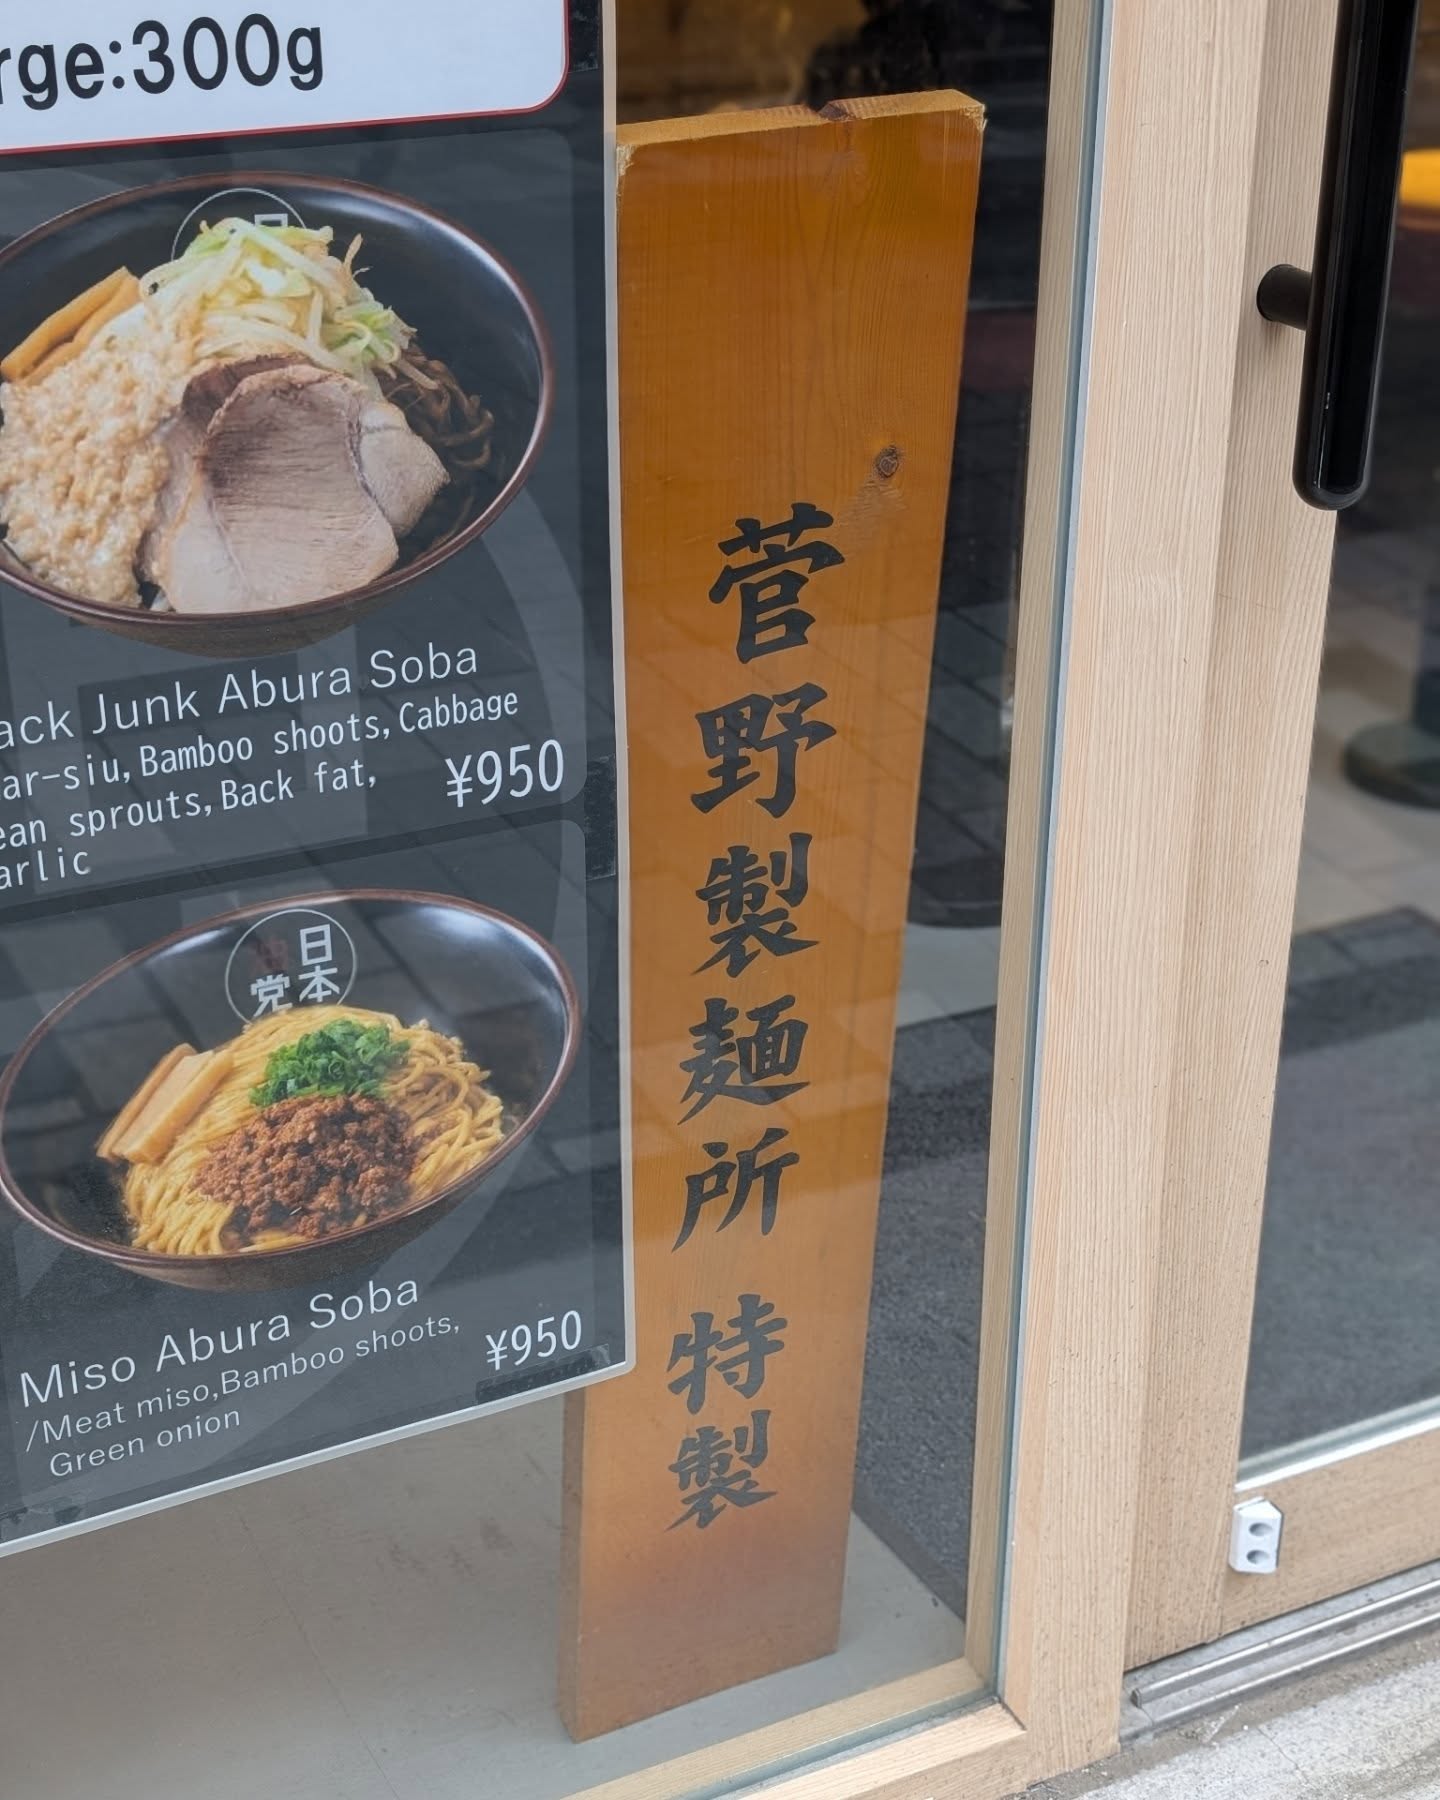 rge:300g
ack Junk Abura Soba
ar-siu,Bamboo shoots,Cabbage
ean sprouts,Back fat,
arlic
¥950
日本
油党
Miso Abura Soba
/Meat miso,Bamboo shoots,
Green onion
¥950
菅野製麺所 特製